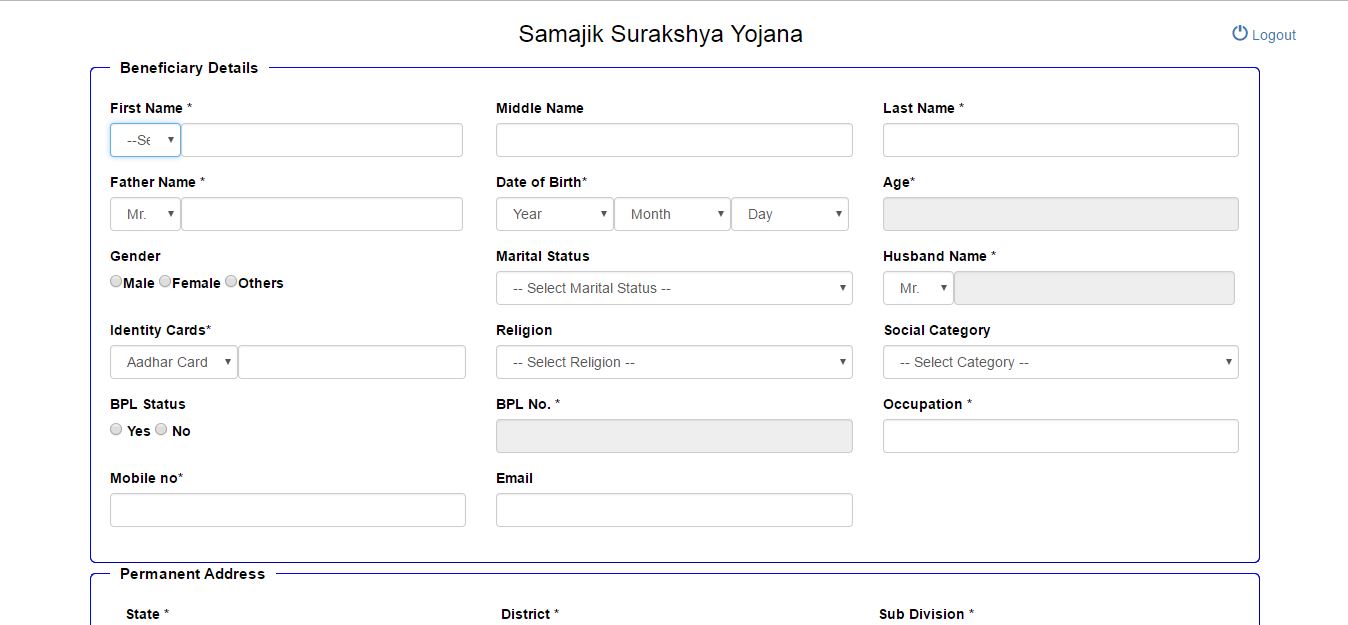 Samajik Surakshya Yojana
Logout
Beneficiary Details
First Name * Middle Name Last Name *
--Se
Father Name * Date of Birth* Age*
Mr. Year Month Day
Gender Marital Status Husband Name *
Male Female Others -- Select Marital Status -- Mr.
Identity Cards* Religion Social Category
Aadhar Card -- Select Religion -- -- Select Category --
BPL Status BPL No. * Occupation *
Yes No
Mobile no* Email
Permanent Address
State * District * Sub Division *